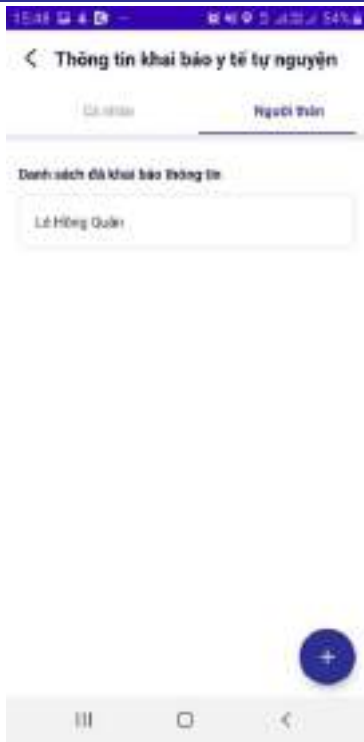 15:48 54%
Thông tin khai báo y tế tự nguyện
Cá nhân Người thân
Danh sách đã khai báo thông tin
Lê Hồng Quân